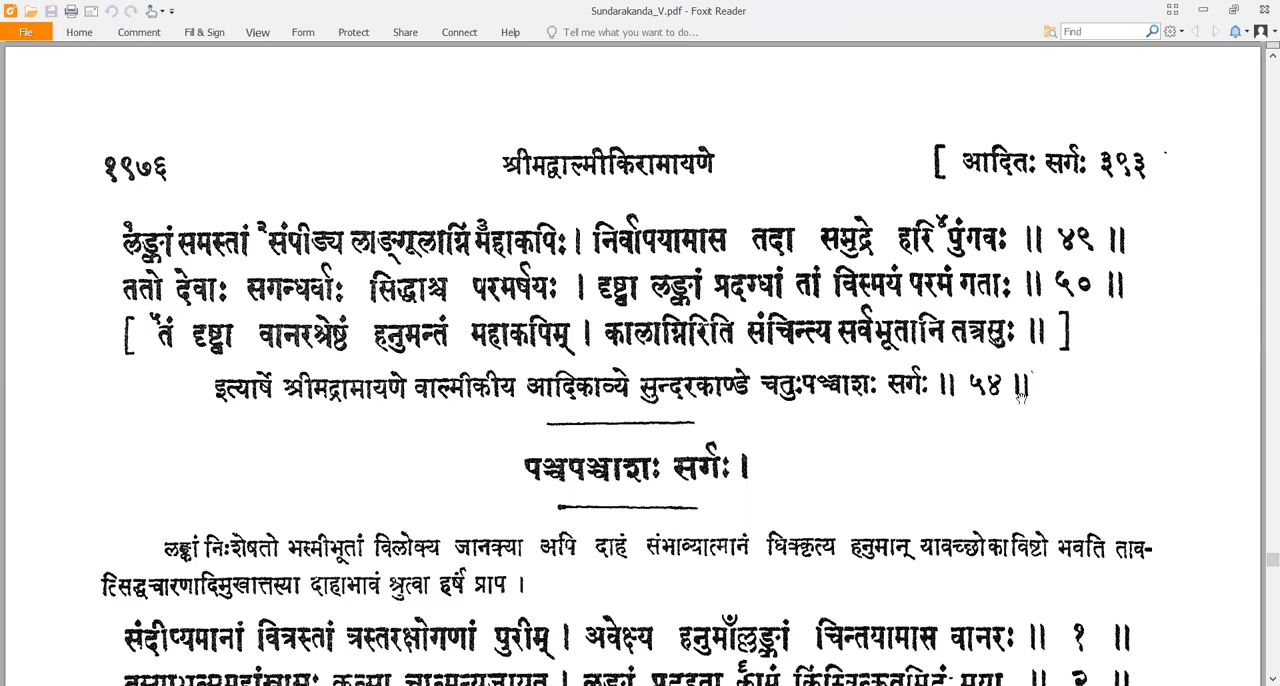 Sundarakanda_V.pdf - Foxit Reader
File Home Comment Fill & Sign View Form Protect Share Connect Help Tell me what you want to do... Find
१९७६ श्रीमद्वाल्मीकिरामायणे [ आदितः सर्गः ३९३
लङ्कां समस्तां संपीड्य लाङ्गूलाग्निं महाकपिः । निर्वापयामास तदा समुद्रे हरिपुंगवः ॥ ४९ ॥
ततो देवाः सगन्धर्वाः सिद्धाश्च परमर्षयः । दृष्ट्वा लङ्कां प्रदग्धां तां विस्मयं परमं गताः ॥ ५० ॥
[ तं दृष्ट्वा वानरश्रेष्ठं हनुमन्तं महाकपिम् । कालाग्निरिति संचिन्त्य सर्वभूतानि तत्रसुः ॥ ]
इत्यार्षे श्रीमद्रामायणे वाल्मीकीय आदिकाव्ये सुन्दरकाण्डे चतुःपञ्चाशः सर्गः ॥ ५४ ॥
पञ्चपञ्चाशः सर्गः ।
लङ्कां निःशेषतो भस्मीभूतां विलोक्य जानक्या अपि दाहं संभाव्यात्मानं धिक्कृत्य हनुमान् यावच्छोकाविष्टो भवति ताव-
त्सिद्धचारणादिमुखात्तस्या दाहाभावं श्रुत्वा हर्षं प्राप ।
संदीप्यमानां वित्रस्तां त्रस्तरक्षोगणां पुरीम् । अवेक्ष्य हनुमाँल्लङ्कां चिन्तयामास वानरः ॥ १ ॥